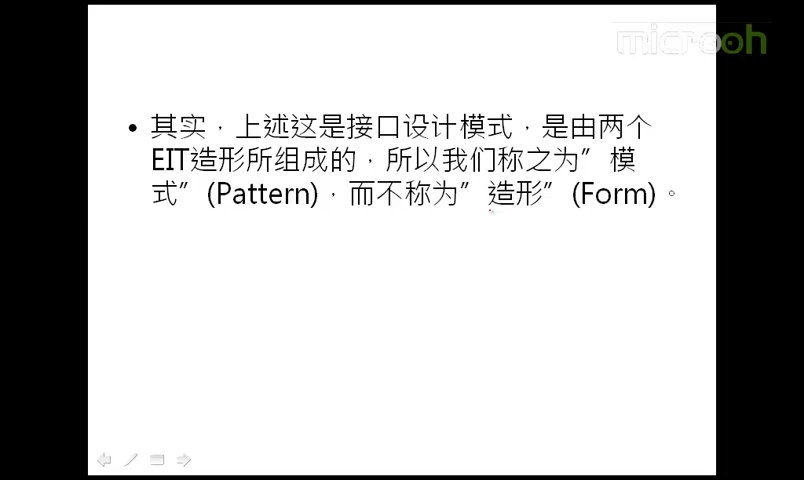 microoh
• 其实，上述这是接口设计模式，是由两个
EIT造形所组成的，所以我们称之为”模
式”(Pattern)，而不称为”造形”(Form)。